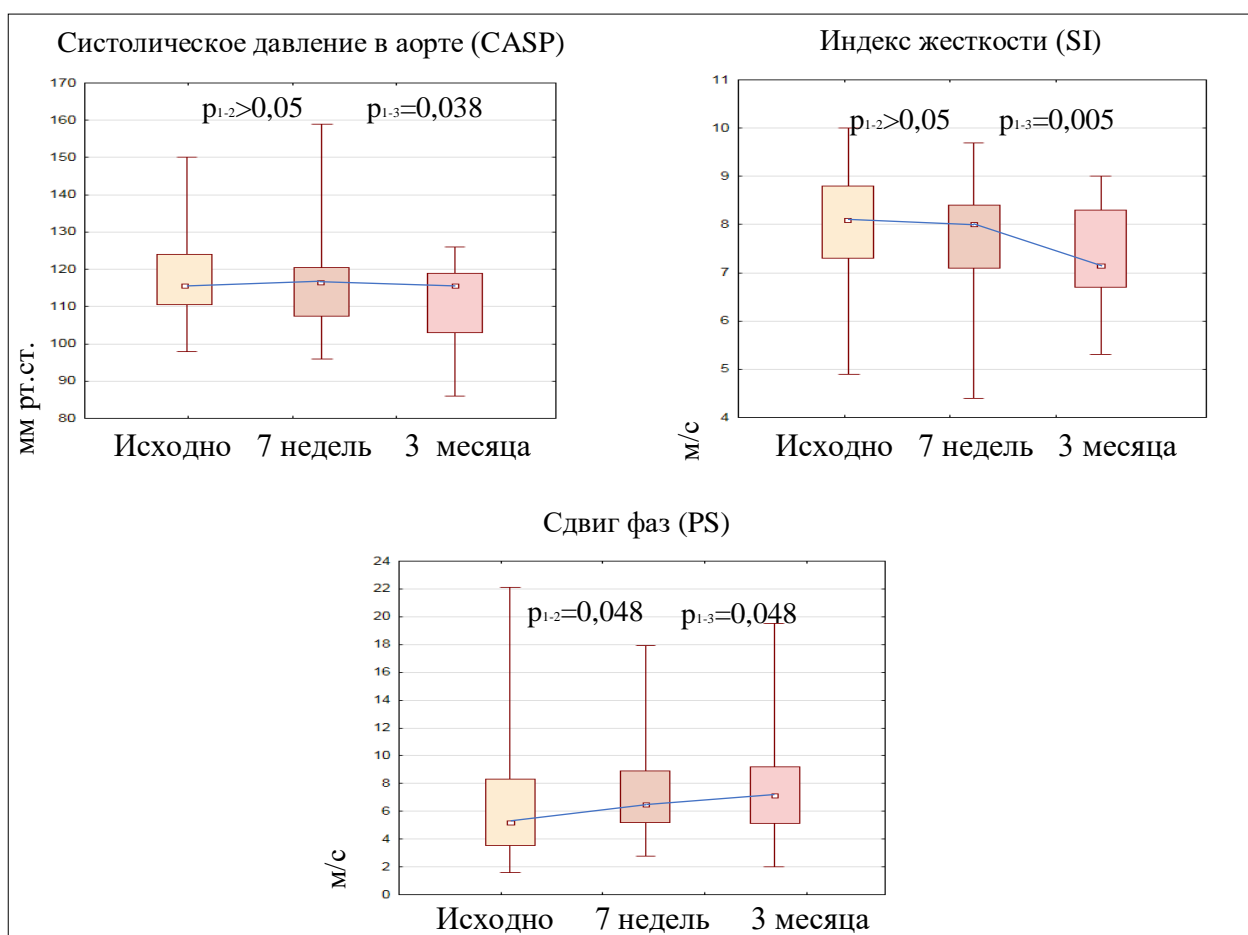 Систолическое давление в аорте (CASP)
170
160
150
140
130
120
110
100
90
80
p1-2>0,05 p1-3=0,038
мм рт.ст.
Исходно 7 недель 3 месяца
Индекс жесткости (SI)
11
10
9
8
7
6
5
4
p1-2>0,05 p1-3=0,005
м/с
Исходно 7 недель 3 месяца
Сдвиг фаз (PS)
24
22
20
18
16
14
12
10
8
6
4
2
0
p1-2=0,048 p1-3=0,048
м/с
Исходно 7 недель 3 месяца